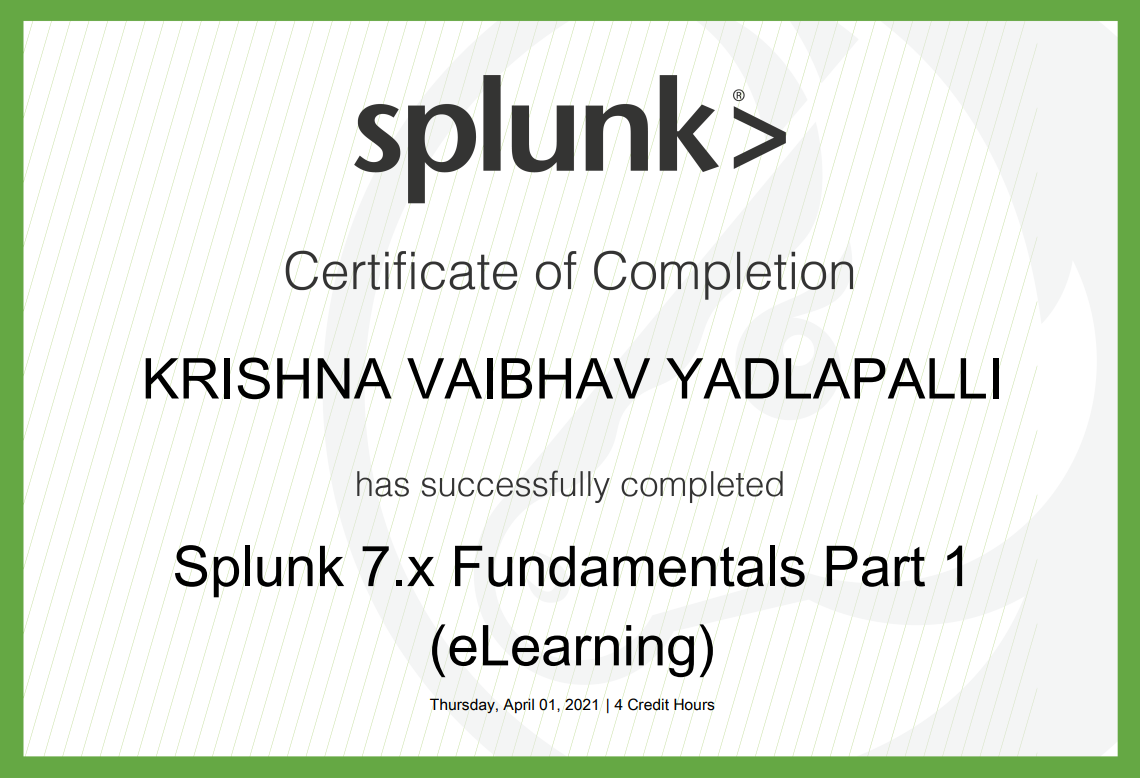 splunk>®
Certificate of Completion
KRISHNA VAIBHAV YADLAPALLI
has successfully completed
Splunk 7.x Fundamentals Part 1
(eLearning)
Thursday, April 01, 2021 | 4 Credit Hours